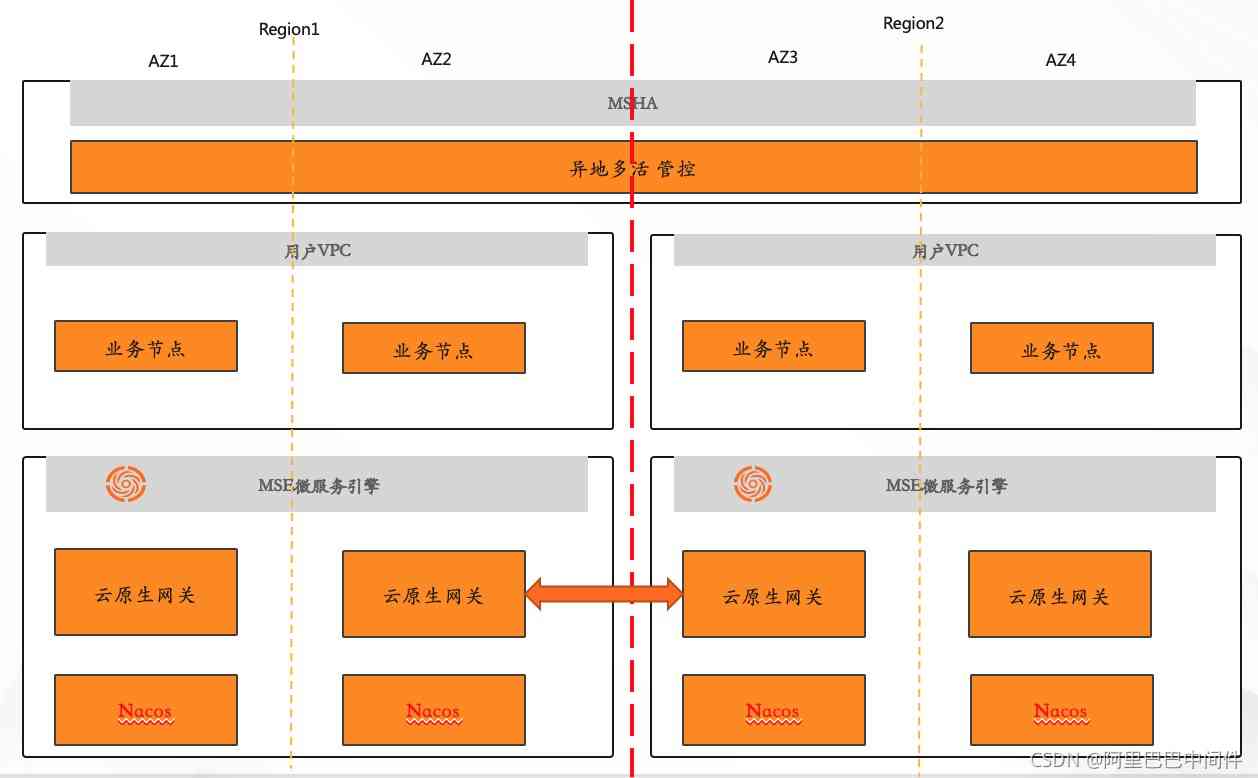 Region1
Region2
AZ1
AZ2
AZ3
AZ4
MSHA
异地多活 管控
用户VPC
用户VPC
业务节点
业务节点
业务节点
业务节点
MSE微服务引擎
MSE微服务引擎
云原生网关
云原生网关
云原生网关
云原生网关
Nacos
Nacos
Nacos
Nacos
CSDN @阿里巴巴中间件